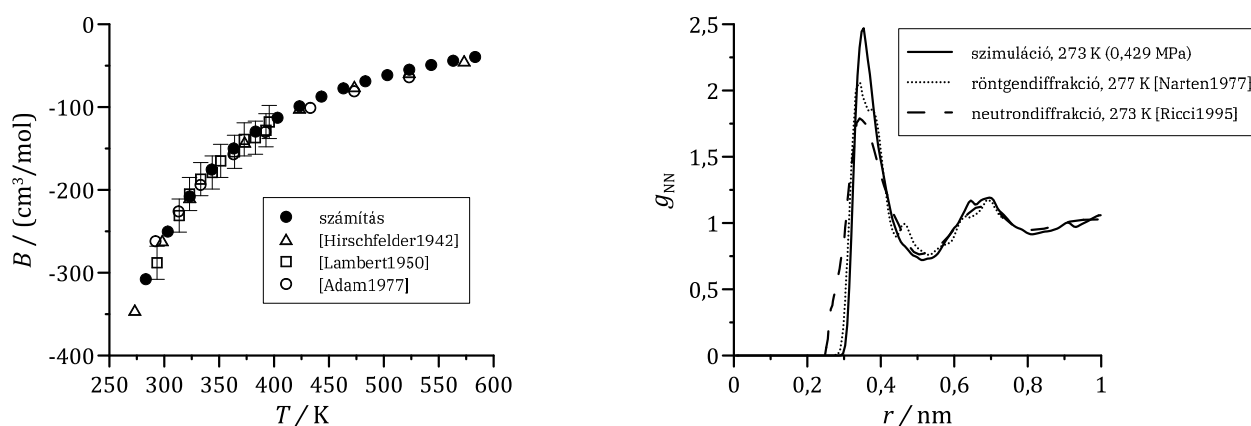 0
-100
-200
-300
-400
B / (cm³/mol)
250 300 350 400 450 500 550 600
T / K
számítás
[Hirschfelder1942]
[Lambert1950]
[Adam1977]
2,5
2
1,5
1
0,5
0
gNN
0 0,2 0,4 0,6 0,8 1
r / nm
szimuláció, 273 K (0,429 MPa)
röntgendiffrakció, 277 K [Narten1977]
neutrondiffrakció, 273 K [Ricci1995]